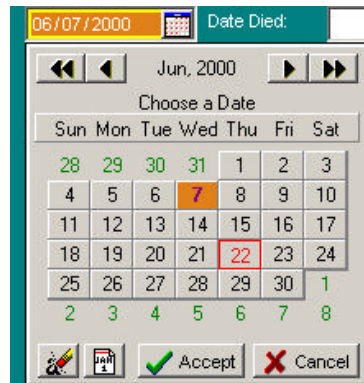 06/07/2000 Date Died:
Jun, 2000
Choose a Date
Sun Mon Tue Wed Thu Fri Sat
28 29 30 31 1 2 3
4 5 6 7 8 9 10
11 12 13 14 15 16 17
18 19 20 21 22 23 24
25 26 27 28 29 30 1
2 3 4 5 6 7 8
JAN 1 Accept Cancel